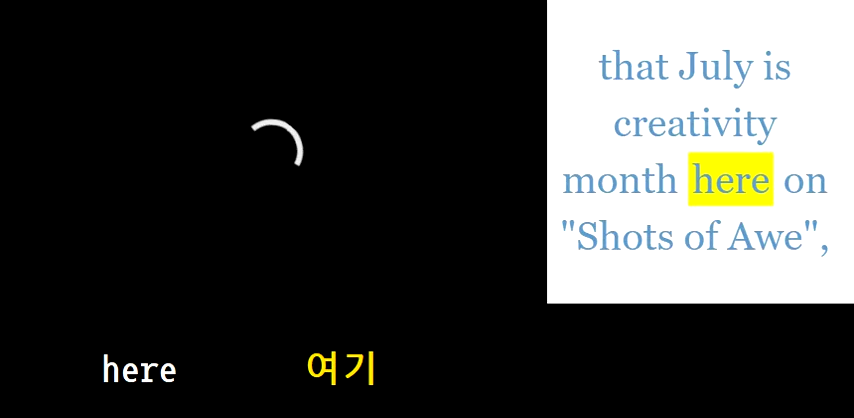 that July is
creativity
month here on
"Shots of Awe",
here 여기